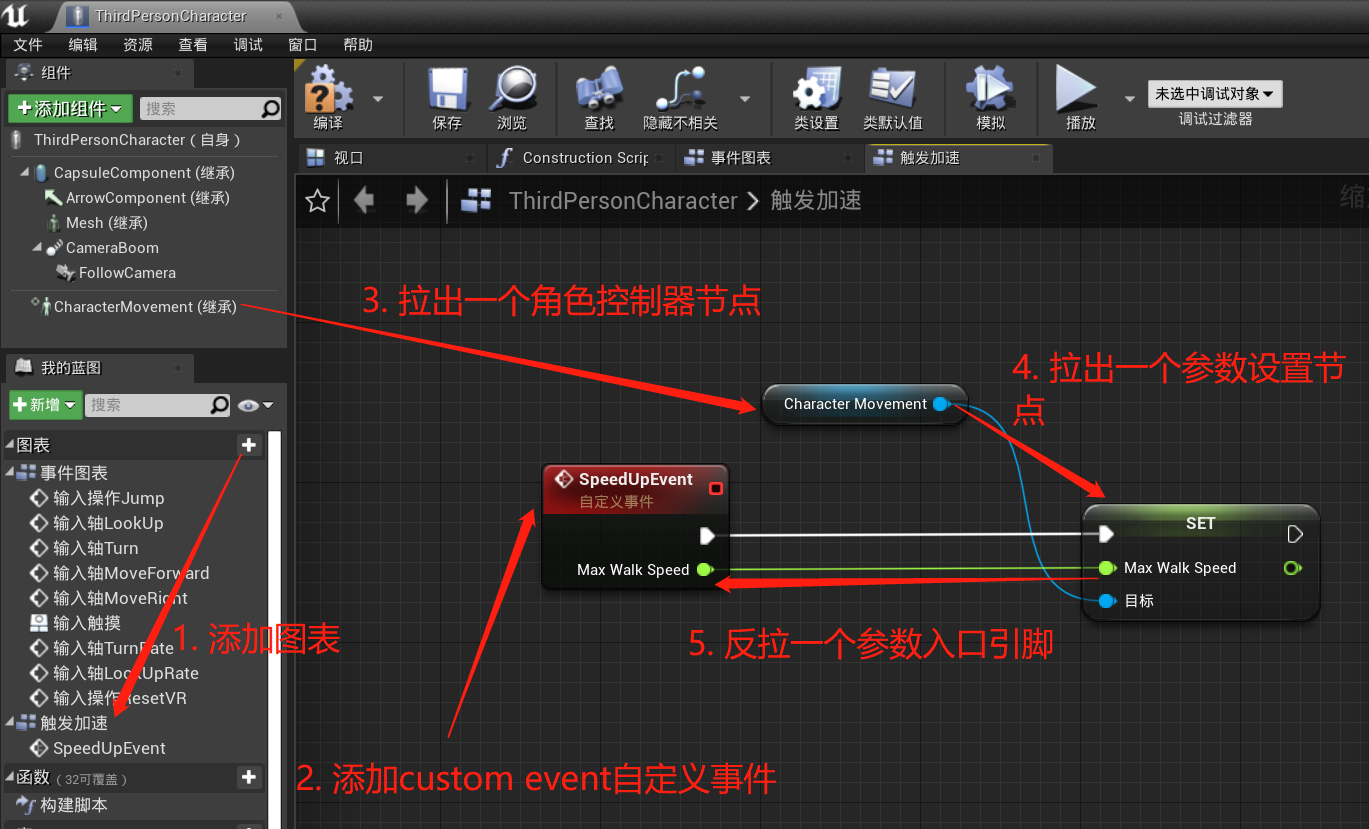 ThirdPersonCharacter
文件 编辑 资源 查看 调试 窗口 帮助
组件
添加组件 搜索
ThirdPersonCharacter ( 自身 )
CapsuleComponent (继承)
ArrowComponent (继承)
Mesh (继承)
CameraBoom
FollowCamera
CharacterMovement (继承)
我的蓝图
新增 搜索
图表
事件图表
输入操作Jump
输入轴LookUp
输入轴Turn
输入轴MoveForward
输入轴MoveRight
输入触摸
输入轴TurnRate
输入轴LookUpRate
输入操作ResetVR
触发加速
SpeedUpEvent
函数 ( 32可覆盖 )
构建脚本
编译 保存 浏览 查找 隐藏不相关 类设置 类默认值 模拟 播放
未选中调试对象
调试过滤器
视口 Construction Scrip 事件图表 触发加速
ThirdPersonCharacter 触发加速
缩
3. 拉出一个角色控制器节点
4. 拉出一个参数设置节
点
Character Movement
SpeedUpEvent
自定义事件
Max Walk Speed
SET
Max Walk Speed
目标
5. 反拉一个参数入口引脚
1. 添加图表
2. 添加custom event自定义事件